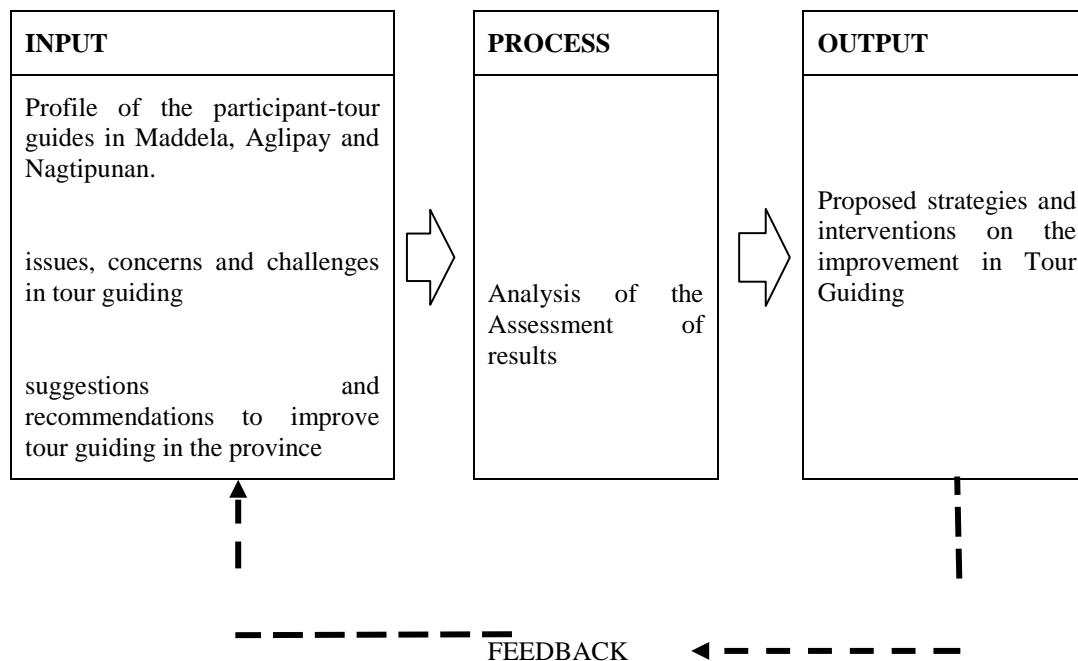 INPUT
Profile of the participant-tour
guides in Maddela, Aglipay and
Nagtipunan.
issues, concerns and challenges
in tour guiding
suggestions and
recommendations to improve
tour guiding in the province
PROCESS
Analysis of the
Assessment of
results
OUTPUT
Proposed strategies and
interventions on the
improvement in Tour
Guiding
FEEDBACK